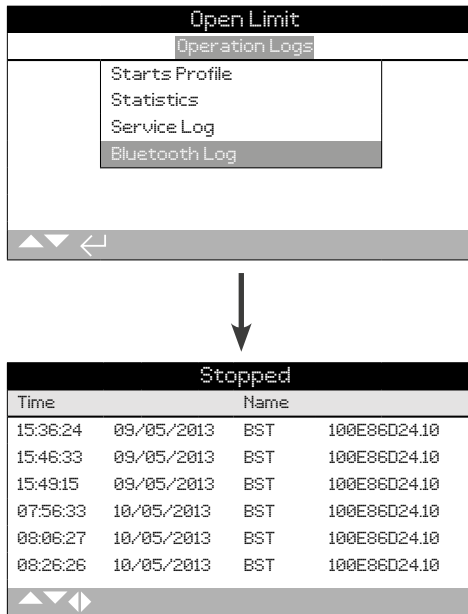 Open Limit
Operation Logs
Starts Profile
Statistics
Service Log
Bluetooth Log
Stopped
Time Name
15:36:24 09/05/2013 BST 100E86D24.10
15:46:33 09/05/2013 BST 100E86D24.10
15:49:15 09/05/2013 BST 100E86D24.10
07:56:33 10/05/2013 BST 100E86D24.10
08:06:27 10/05/2013 BST 100E86D24.10
08:26:26 10/05/2013 BST 100E86D24.10